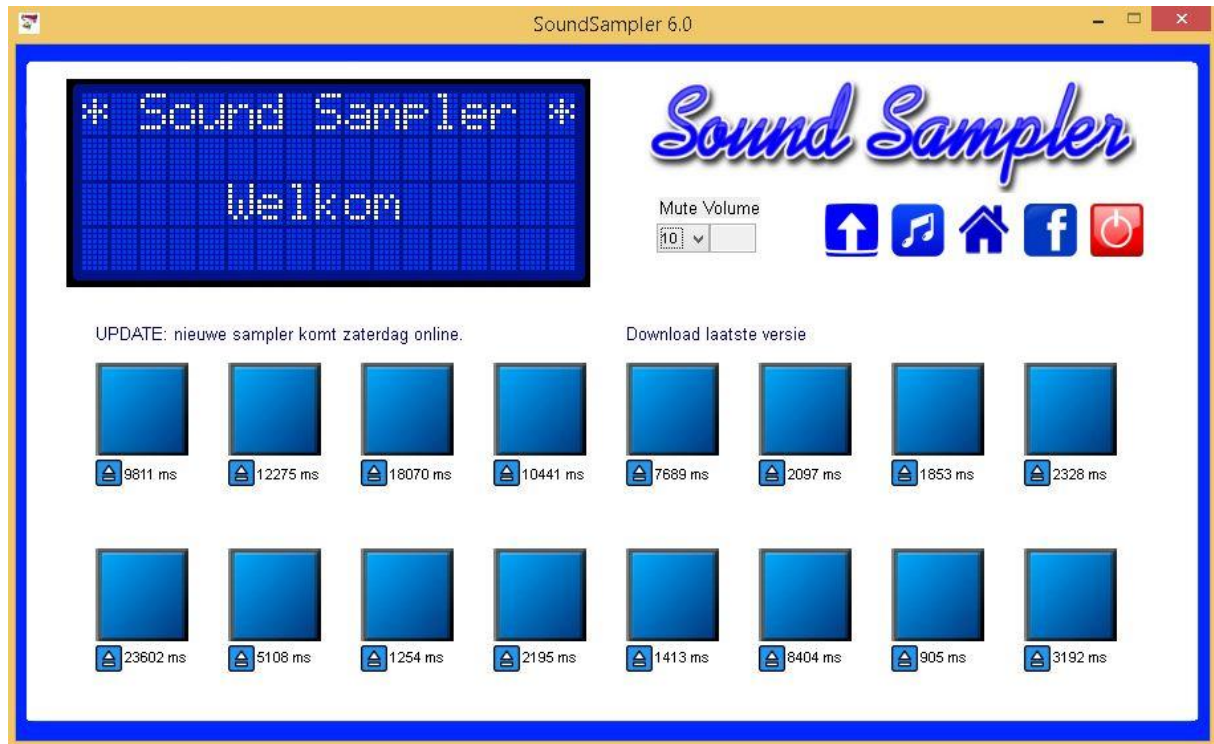 SoundSampler 6.0
* Sound Sampler *
Welkom
Sound Sampler
Mute Volume
10
UPDATE: nieuwe sampler komt zaterdag online.
Download laatste versie
9811 ms 12275 ms 18070 ms 10441 ms 7689 ms 2097 ms 1853 ms 2328 ms
23602 ms 5108 ms 1254 ms 2195 ms 1413 ms 8404 ms 905 ms 3192 ms